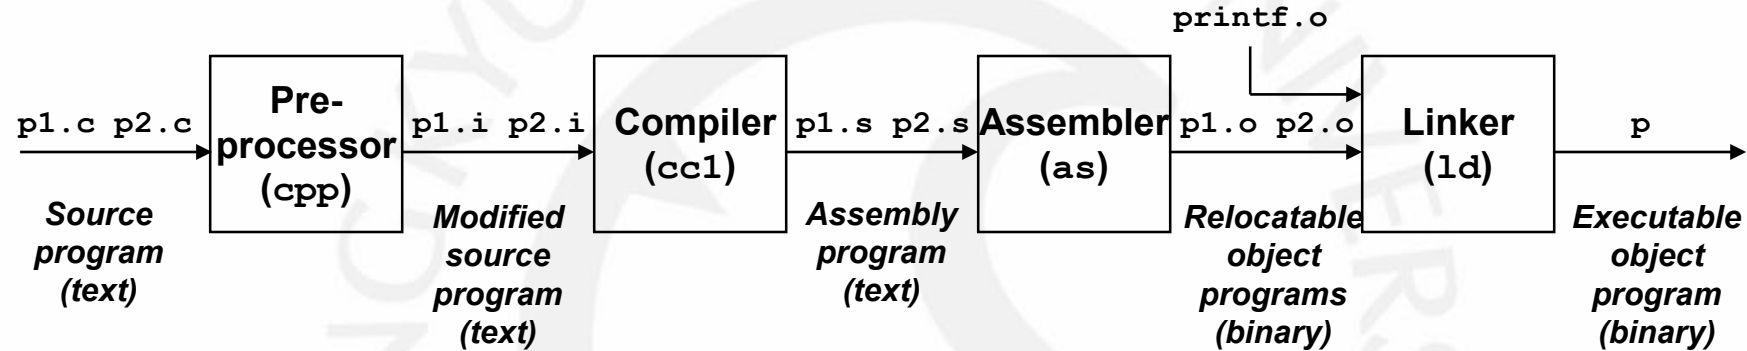 printf.o
p1.c p2.c
Pre-
processor
(cpp)
p1.i p2.i
Compiler
(cc1)
p1.s p2.s
Assembler
(as)
p1.o p2.o
Linker
(ld)
p
Source
program
(text)
Modified
source
program
(text)
Assembly
program
(text)
Relocatable
object
programs
(binary)
Executable
object
program
(binary)